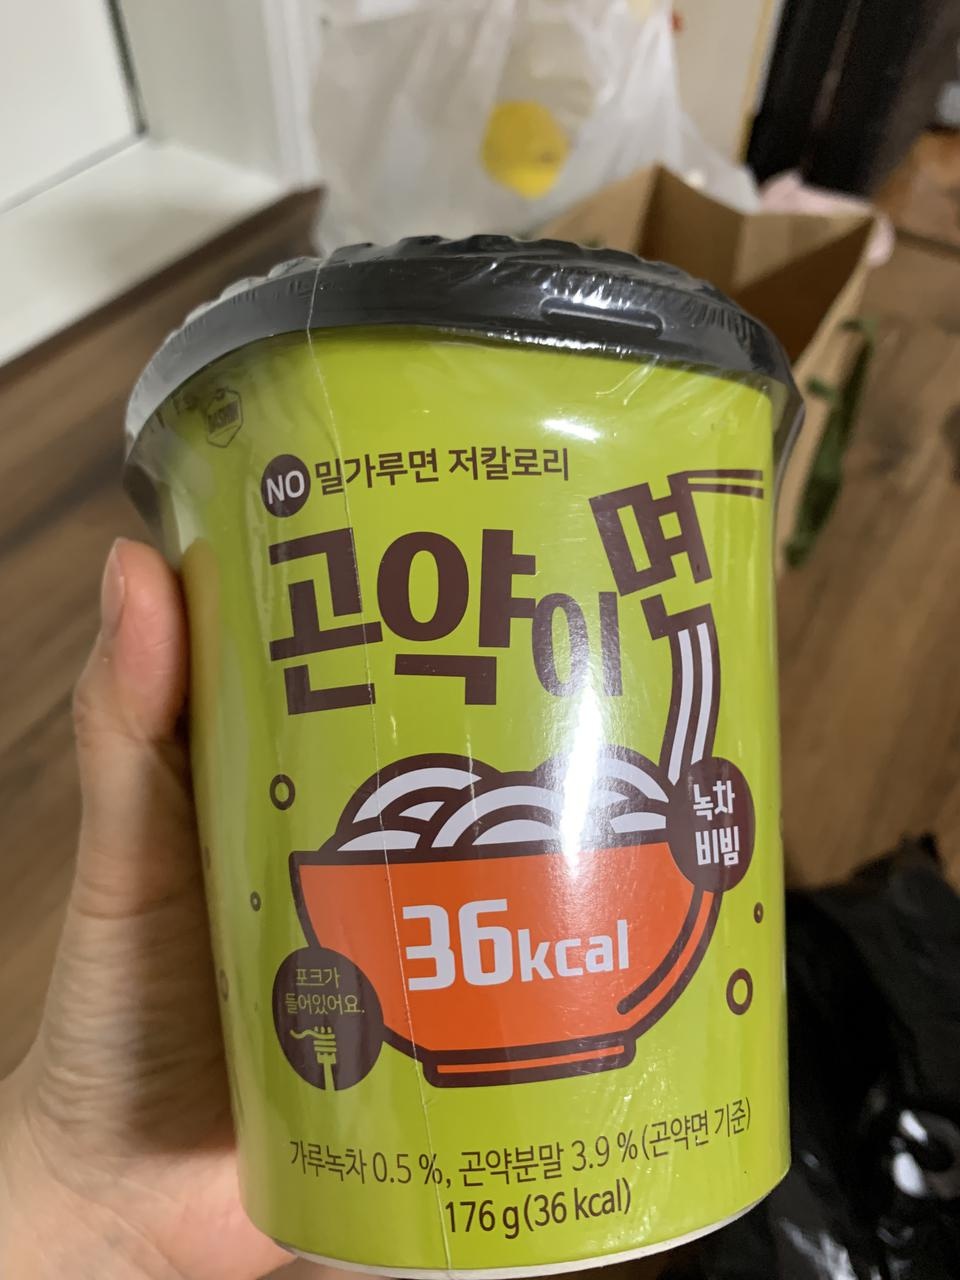 NO 밀가루면 저칼로리
곤약이면
녹차
비빔
36kcal
포크가
들어있어요.
가루녹차 0.5 %, 곤약분말 3.9 % (곤약면 기준)
176 g (36 kcal)